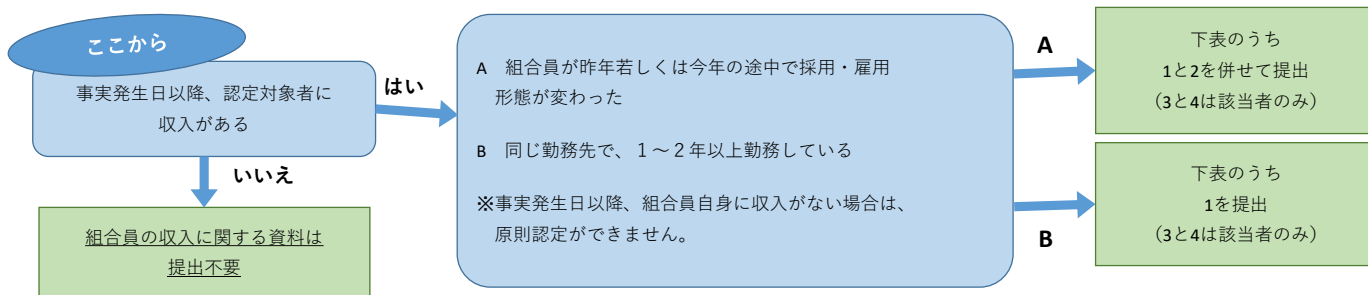 ここから
事実発生日以降、認定対象者に
収入がある
はい
いいえ
組合員の収入に関する資料は
提出不要
A　組合員が昨年若しくは今年の途中で採用・雇用
形態が変わった
B　同じ勤務先で、１～２年以上勤務している
※事実発生日以降、組合員自身に収入がない場合は、
原則認定ができません。
A
下表のうち
1と2を併せて提出
（3と4は該当者のみ）
B
下表のうち
1を提出
（3と4は該当者のみ）